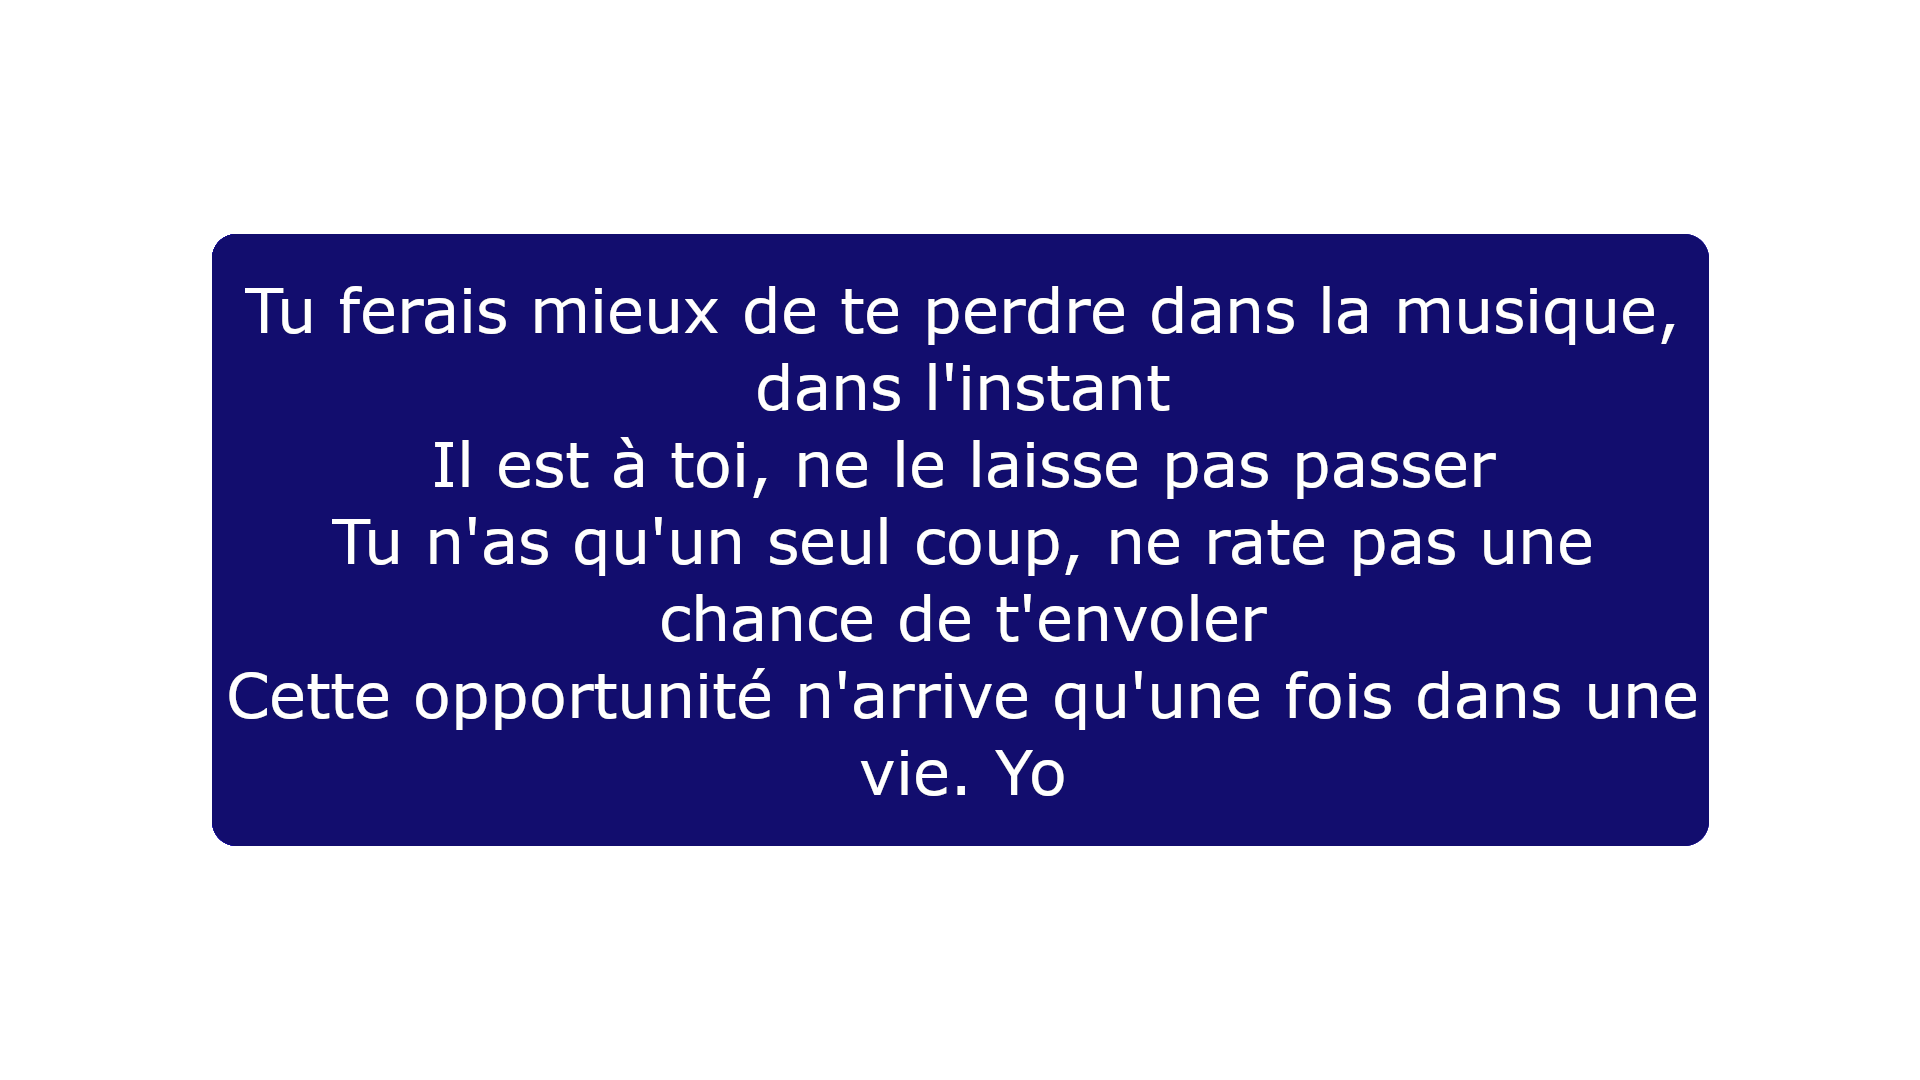 Tu ferais mieux de te perdre dans la musique,
dans l'instant
Il est à toi, ne le laisse pas passer
Tu n'as qu'un seul coup, ne rate pas une
chance de t'envoler
Cette opportunité n'arrive qu'une fois dans une
vie. Yo